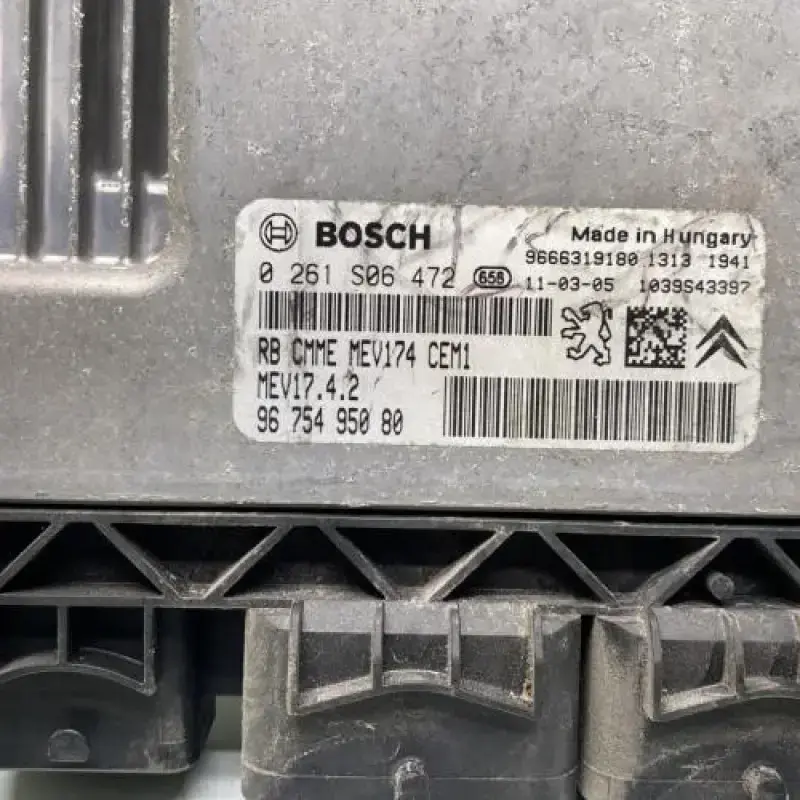 BOSCH
Made in Hungary
9666319180 1313 1941
0 261 S06 472 658 11-03-05 1039S43397
RB CMME MEV174 CEM1
MEV17.4.2
96 754 950 80